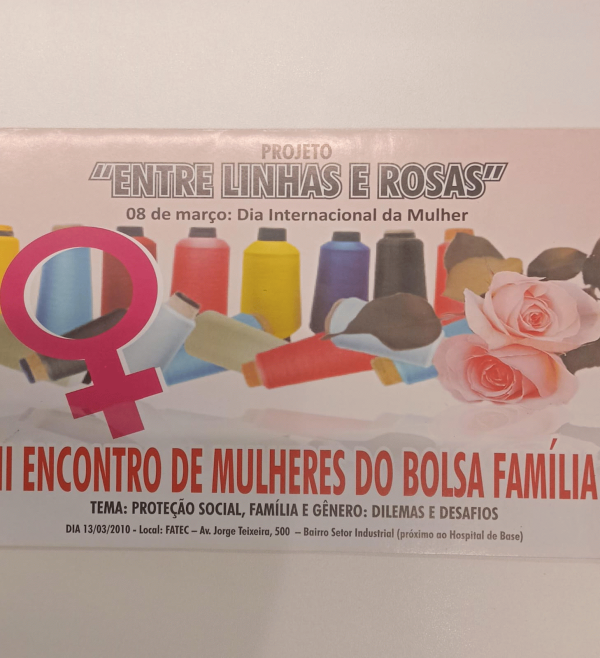 PROJETO
"ENTRE LINHAS E ROSAS"
08 de março: Dia Internacional da Mulher
II ENCONTRO DE MULHERES DO BOLSA FAMÍLIA
TEMA: PROTEÇÃO SOCIAL, FAMÍLIA E GÊNERO: DILEMAS E DESAFIOS
DIA 13/03/2010 - Local: FATEC – Av. Jorge Teixeira, 500 – Bairro Setor Industrial (próximo ao Hospital de Base)